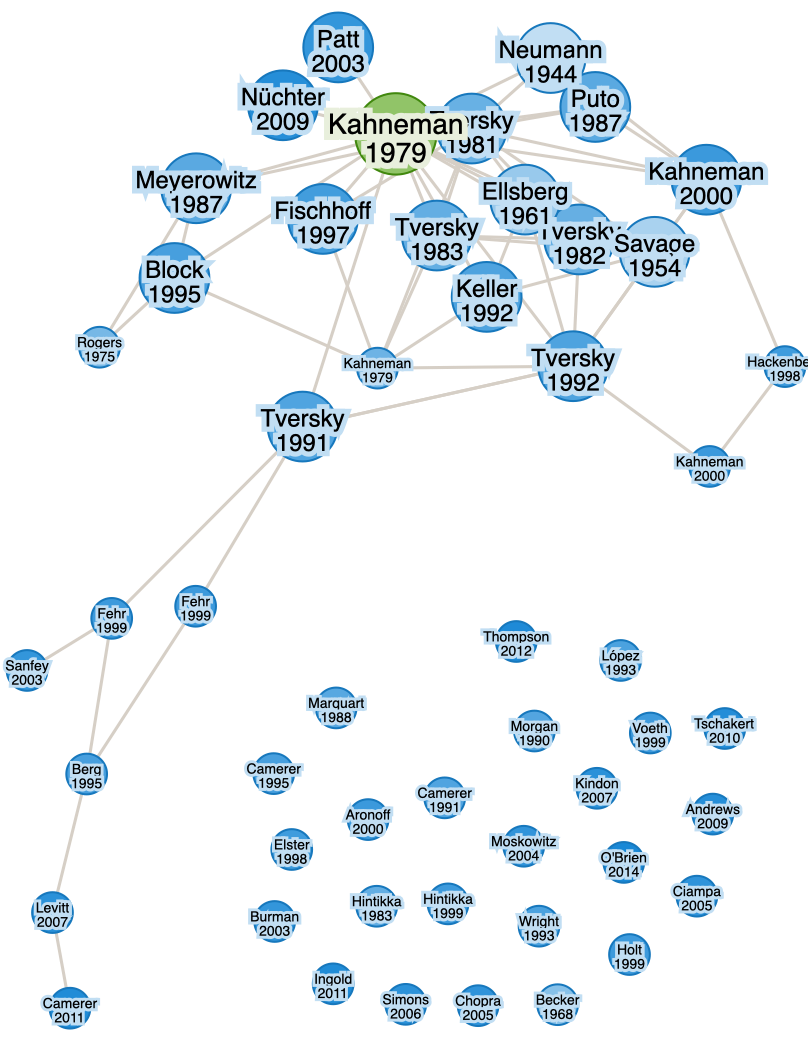 Patt
2003
Neumann
1944
Nüchter
2009
Puto
1987
Kahneman
1979
Tversky
1981
Meyerowitz
1987
Kahneman
2000
Ellsberg
1961
Fischhoff
1997
Tversky
1983
Tversky
1982
Savage
1954
Block
1995
Keller
1992
Rogers
1975
Kahneman
1979
Tversky
1992
Hackenbe
1998
Tversky
1991
Kahneman
2000
Fehr
1999
Fehr
1999
Sanfey
2003
Thompson
2012
López
1993
Marquart
1988
Morgan
1990
Voeth
1999
Tschakert
2010
Berg
1995
Camerer
1995
Camerer
1991
Kindon
2007
Aronoff
2000
Andrews
2009
Elster
1998
Moskowitz
2004
O'Brien
2014
Ciampa
2005
Levitt
2007
Burman
2003
Hintikka
1983
Hintikka
1999
Wright
1993
Holt
1999
Ingold
2011
Camerer
2011
Simons
2006
Chopra
2005
Becker
1968